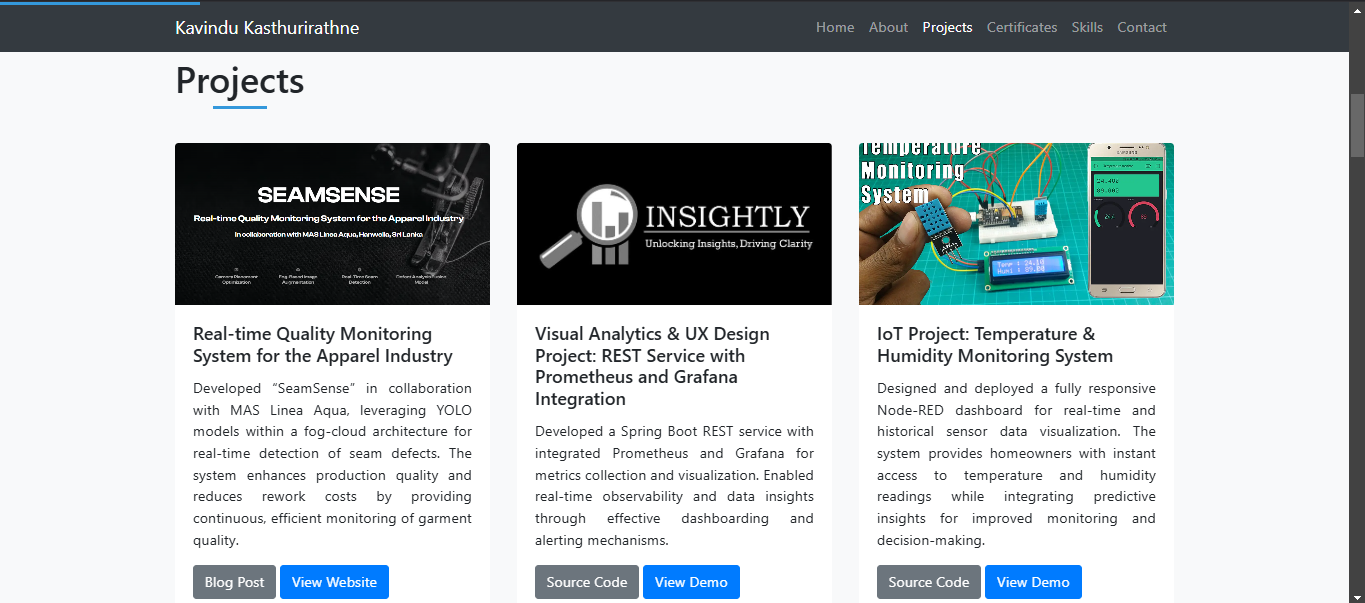 Kavindu Kasthurirathne
Home About Projects Certificates Skills Contact
Projects
SEAMSENSE
Real-time Quality Monitoring System for the Apparel Industry
In collaboration with MAS Linea Aqua, Hanwella, Sri Lanka
Camera Placement Optimization
Fog-Based Image Augmentation
Real-Time Seam Detection
Defect Analysis Fusion Model
Real-time Quality Monitoring
System for the Apparel Industry
Developed “SeamSense” in collaboration
with MAS Linea Aqua, leveraging YOLO
models within a fog-cloud architecture for
real-time detection of seam defects. The
system enhances production quality and
reduces rework costs by providing
continuous, efficient monitoring of garment
quality.
Blog Post View Website
INSIGHTLY
Unlocking Insights, Driving Clarity
Visual Analytics & UX Design
Project: REST Service with
Prometheus and Grafana
Integration
Developed a Spring Boot REST service with
integrated Prometheus and Grafana for
metrics collection and visualization. Enabled
real-time observability and data insights
through effective dashboarding and
alerting mechanisms.
Source Code View Demo
Temperature
Monitoring
System
SAMSUNG
Temp : 24.10
Humi : 89.00
IoT Project: Temperature &
Humidity Monitoring System
Designed and deployed a fully responsive
Node-RED dashboard for real-time and
historical sensor data visualization. The
system provides homeowners with instant
access to temperature and humidity
readings while integrating predictive
insights for improved monitoring and
decision-making.
Source Code View Demo